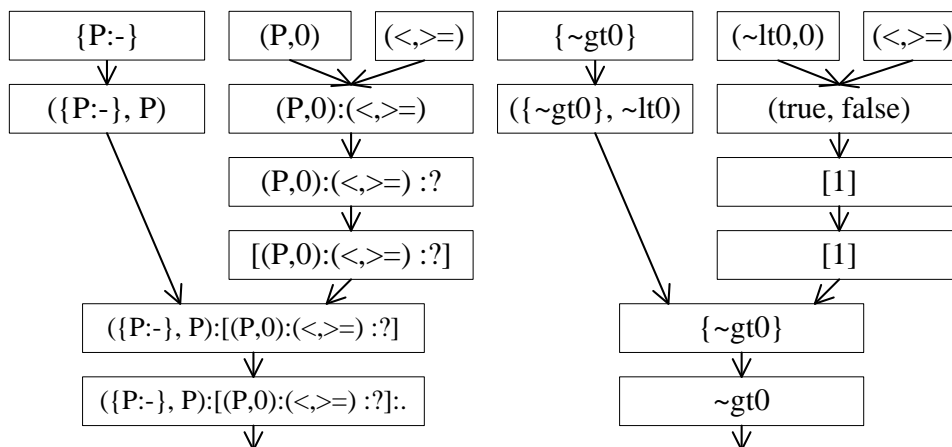 {P:-}
(P,0)
(<,>=)
({P:-}, P)
(P,0):(<,>=)
(P,0):(<,>=) :?
[(P,0):(<,>=) :?]
({P:-}, P):[(P,0):(<,>=) :?]
({P:-}, P):[(P,0):(<,>=) :?]:.
{~gt0}
(~lt0,0)
(<,>=)
({~gt0}, ~lt0)
(true, false)
[1]
[1]
{~gt0}
~gt0